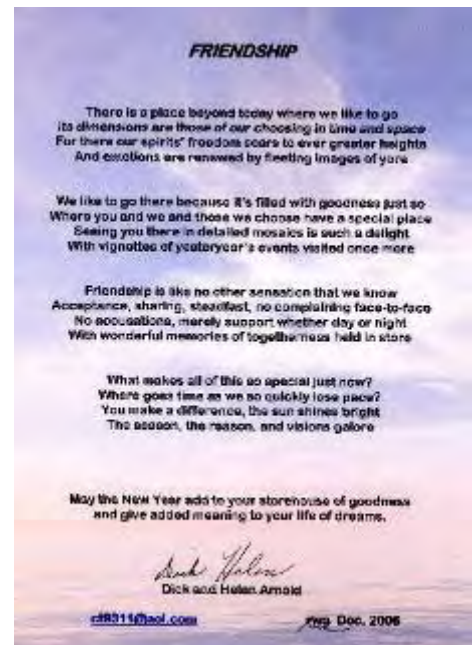 FRIENDSHIP
There is a place beyond today where we like to go
its dimensions are those of our choosing in time and space
For there our spirits' freedom soars to ever greater heights
And emotions are renewed by fleeting images of yore
We like to go there because it's filled with goodness just so
Where you and we and those we choose have a special place
Seeing you there in detailed mosaics is such a delight
With vignettes of yesteryear's events visited once more
Friendship is like no other sensation that we know
Acceptance, sharing, steadfast, no complaining face-to-face
No accusations, merely support whether day or night
With wonderful memories of togetherness held in store
What makes all of this so special just now?
Where goes time as we so quickly lose pace?
You make a difference, the sun shines bright
The season, the reason, and visions galore
May the New Year add to your storehouse of goodness
and give added meaning to your life of dreams.
Dick Helen
Dick and Helen Arnold
Dec. 2006